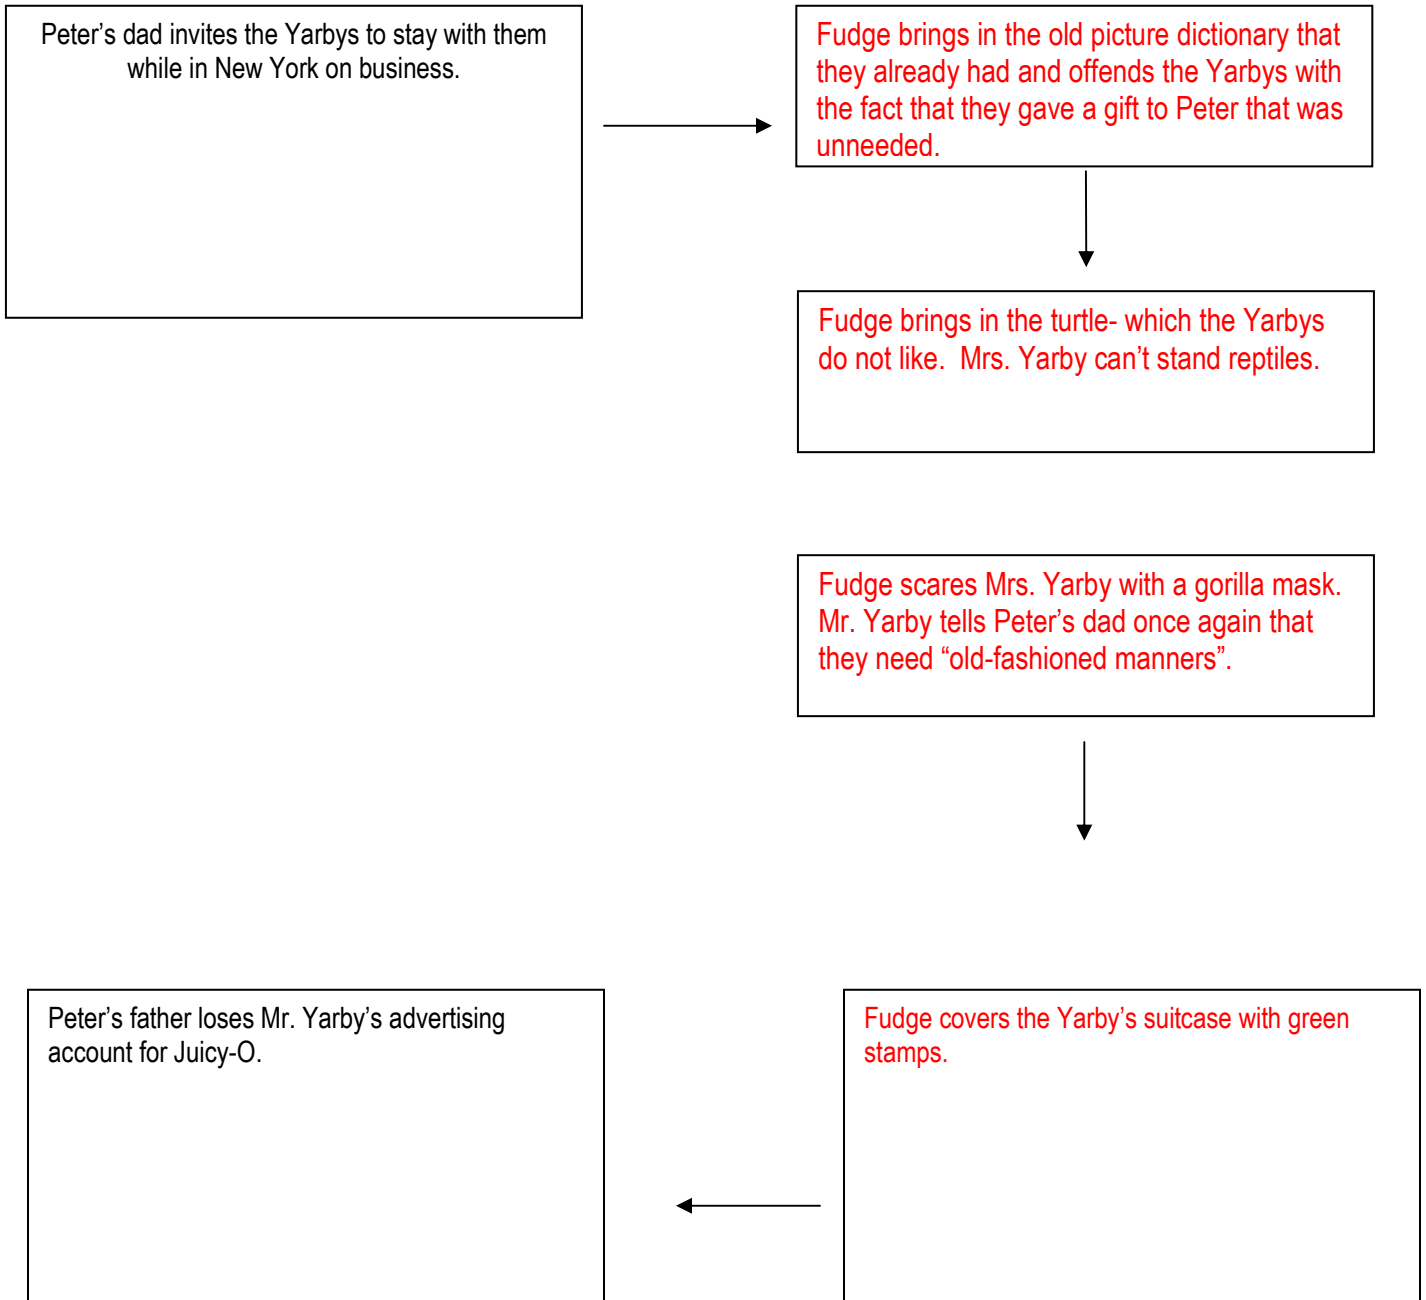 Peter’s dad invites the Yarbys to stay with them
while in New York on business.
Fudge brings in the old picture dictionary that
they already had and offends the Yarbys with
the fact that they gave a gift to Peter that was
unneeded.
Fudge brings in the turtle- which the Yarbys
do not like.  Mrs. Yarby can’t stand reptiles.
Fudge scares Mrs. Yarby with a gorilla mask.
Mr. Yarby tells Peter’s dad once again that
they need “old-fashioned manners”.
Fudge covers the Yarby’s suitcase with green
stamps.
Peter’s father loses Mr. Yarby’s advertising
account for Juicy-O.